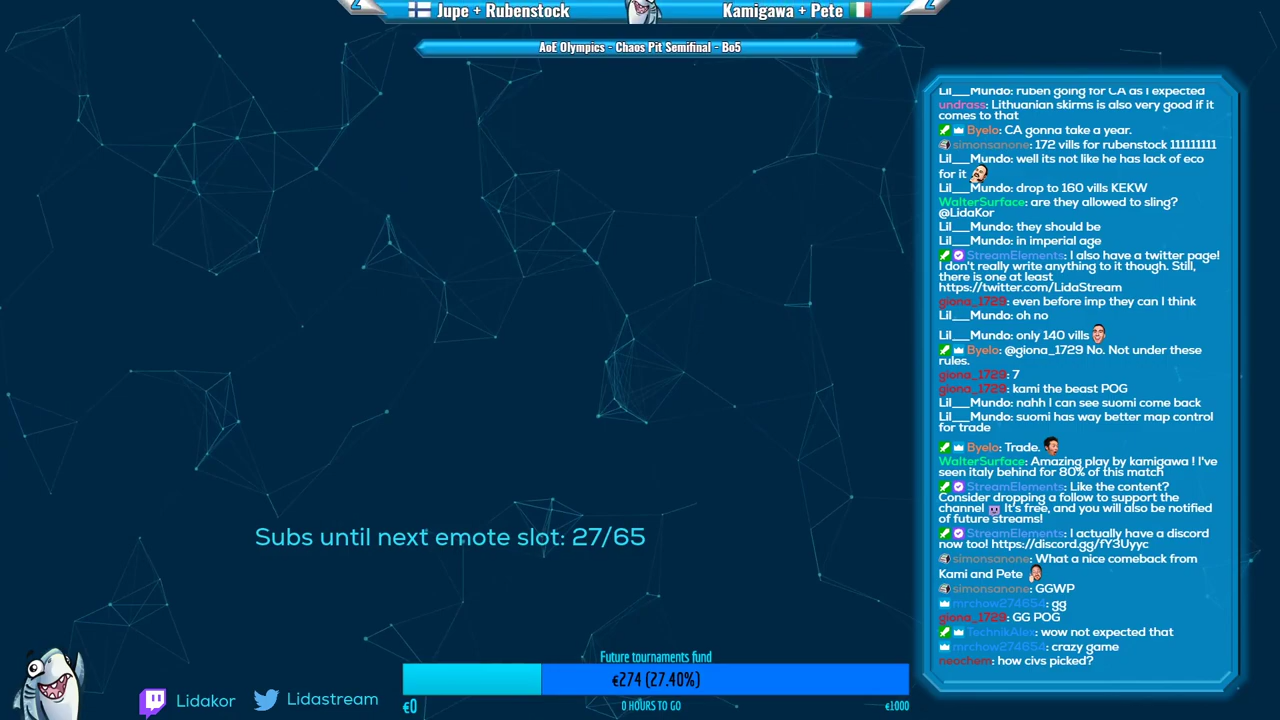 2
Jupe + Rubenstock
Kamigawa + Pete
2
AoE Olympics - Chaos Pit Semifinal - Bo5
Lil___Mundo: ruben going for CA as I expected
undrass: Lithuanian skirms is also very good if it
comes to that
Byelo: CA gonna take a year.
simonsanone: 172 vills for rubenstock 111111111
Lil___Mundo: well its not like he has lack of eco
for it
Lil___Mundo: drop to 160 vills KEKW
WalterSurface: are they allowed to sling?
@LidaKor
Lil___Mundo: they should be
Lil___Mundo: in imperial age
StreamElements: I also have a twitter page!
I don't really write anything to it though. Still,
there is one at least
https://twitter.com/LidaStream
giona_1729: even before imp they can I think
Lil___Mundo: oh no
Lil___Mundo: only 140 vills
Byelo: @giona_1729 No. Not under these
rules.
giona_1729: 7
giona_1729: kami the beast POG
Lil___Mundo: nahh I can see suomi come back
Lil___Mundo: suomi has way better map control
for trade
Byelo: Trade.
WalterSurface: Amazing play by kamigawa ! I've
seen italy behind for 80% of this match
StreamElements: Like the content?
Consider dropping a follow to support the
channel It's free, and you will also be notified
of future streams!
StreamElements: I actually have a discord
now too! https://discord.gg/fY3Uyyc
simonsanone: What a nice comeback from
Kami and Pete
simonsanone: GGWP
mrchow274654: gg
giona_1729: GG POG
TechnikAlex: wow not expected that
mrchow274654: crazy game
neochem: how civs picked?
Subs until next emote slot: 27/65
Future tournaments fund
€274 (27.40%)
€0
0 HOURS TO GO
€1000
Lidakor
Lidastream